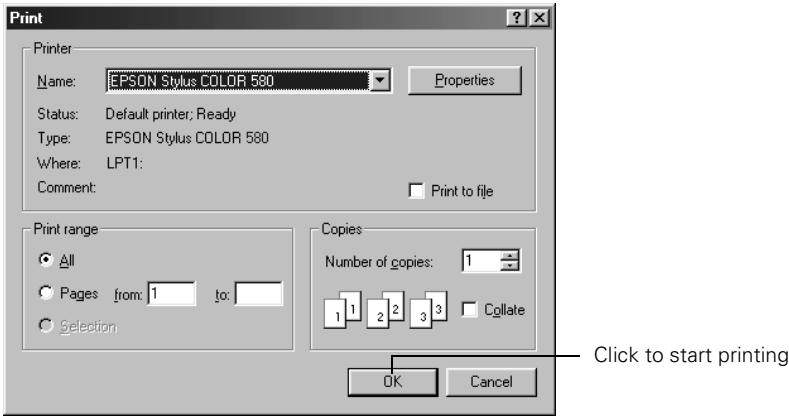 Print
Printer
Name: EPSON Stylus COLOR 580 Properties
Status: Default printer; Ready
Type: EPSON Stylus COLOR 580
Where: LPT1:
Comment: Print to file
Print range
All
Pages from: 1 to:
Selection
Copies
Number of copies: 1
1 1 2 2 3 3 Collate
OK Cancel
Click to start printing